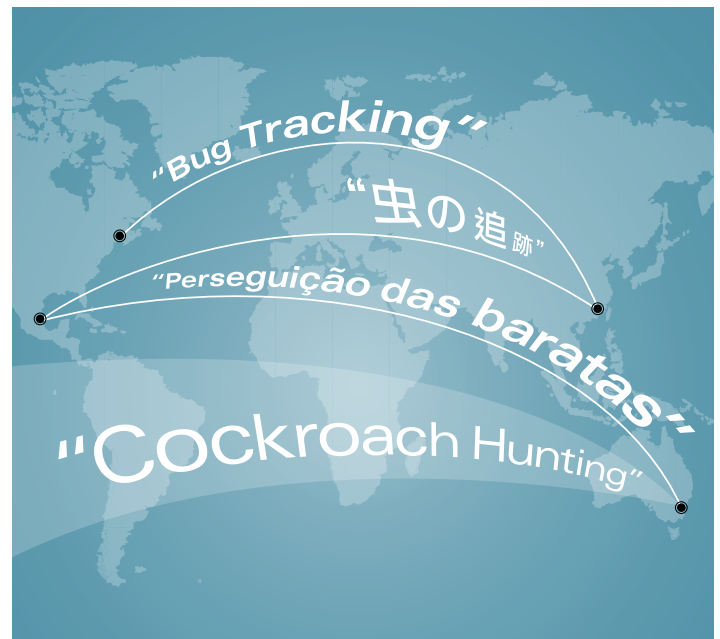 "Bug Tracking"
"虫の追跡"
"Perseguição das baratas"
"Cockroach Hunting"